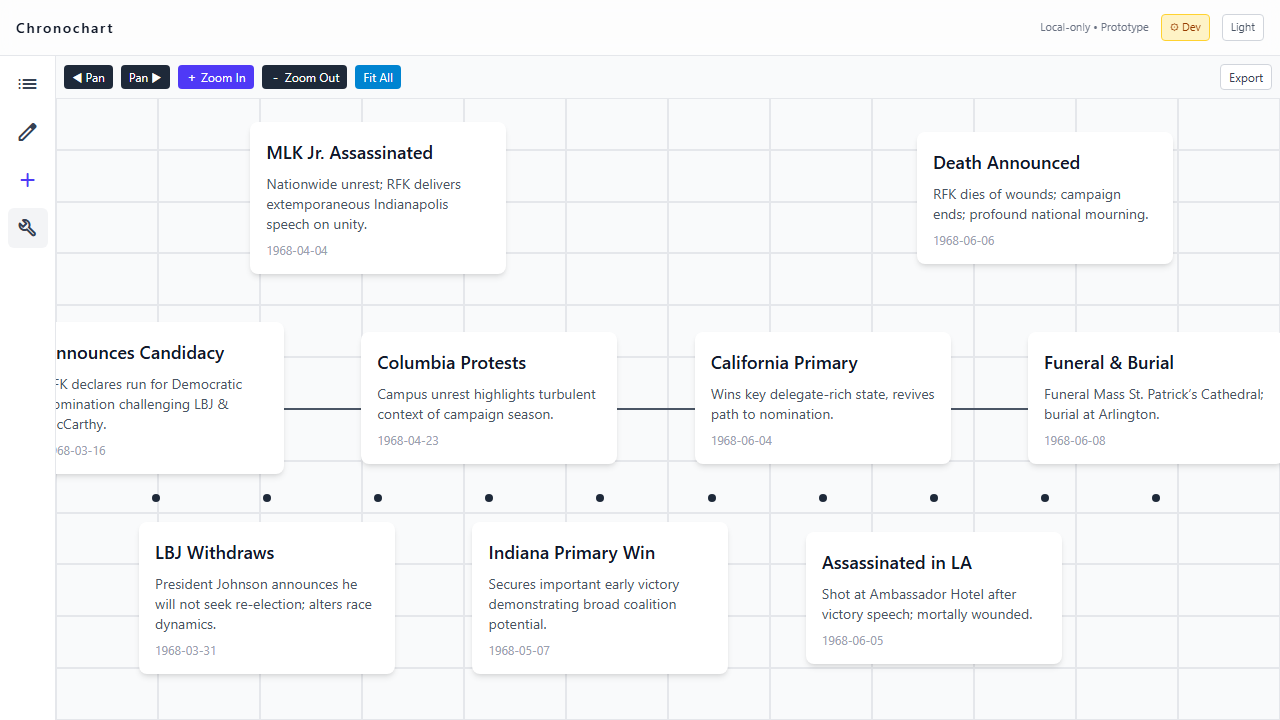 Chronochart
Local-only • Prototype
⚙ Dev
Light
◀ Pan
Pan ▶
+ Zoom In
- Zoom Out
Fit All
Export
MLK Jr. Assassinated
Nationwide unrest; RFK delivers
extemporaneous Indianapolis
speech on unity.
1968-04-04
Death Announced
RFK dies of wounds; campaign
ends; profound national mourning.
1968-06-06
nnounces Candidacy
FK declares run for Democratic
omination challenging LBJ &
cCarthy.
68-03-16
Columbia Protests
Campus unrest highlights turbulent
context of campaign season.
1968-04-23
California Primary
Wins key delegate-rich state, revives
path to nomination.
1968-06-04
Funeral & Burial
Funeral Mass St. Patrick’s Cathedral;
burial at Arlington.
1968-06-08
LBJ Withdraws
President Johnson announces he
will not seek re-election; alters race
dynamics.
1968-03-31
Indiana Primary Win
Secures important early victory
demonstrating broad coalition
potential.
1968-05-07
Assassinated in LA
Shot at Ambassador Hotel after
victory speech; mortally wounded.
1968-06-05